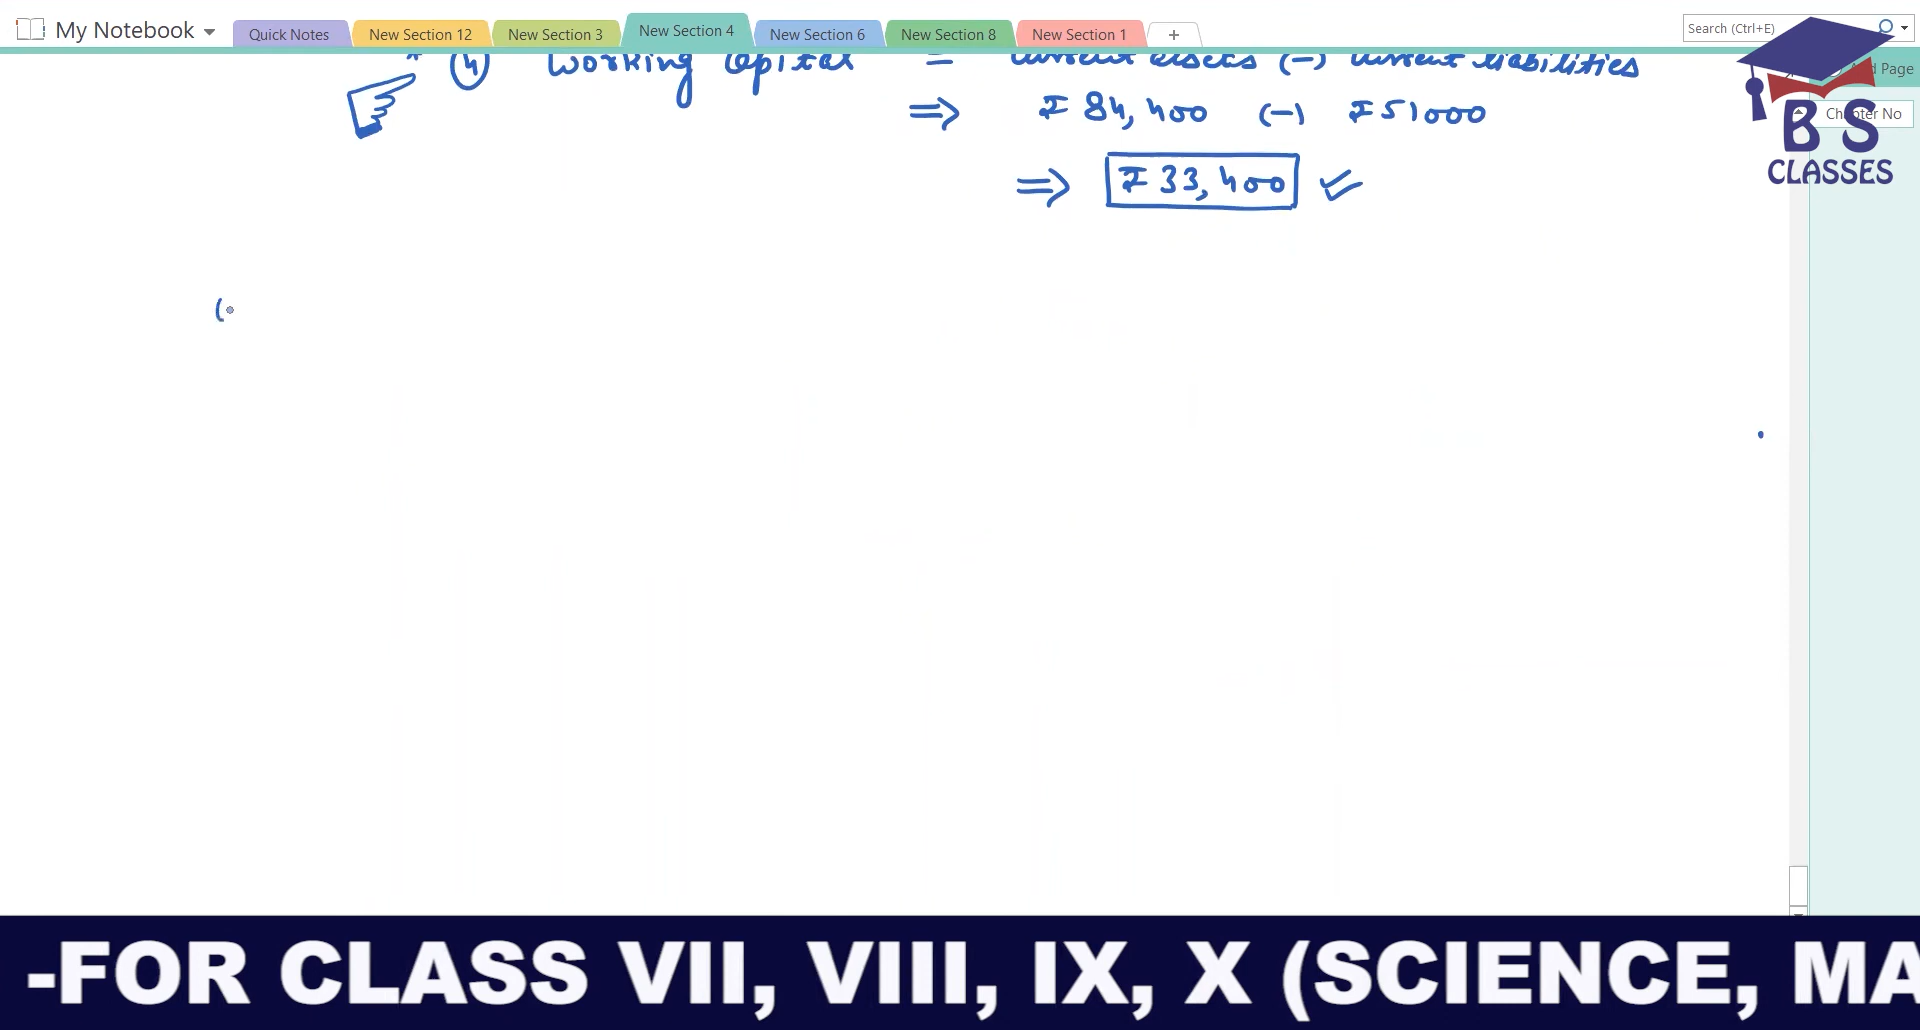 My Notebook
Quick Notes
New Section 12
New Section 3
New Section 4
New Section 6
New Section 8
New Section 1
+
Search (Ctrl+E)
* (4) Working Capital = Current assets (-) Current liabilities
⇒ ₹ 84,400 (-) ₹ 51000
⇒ ₹ 33,400 ✓
d Page
Chapter No
BS
CLASSES
(
-FOR CLASS VII, VIII, IX, X (SCIENCE, MA